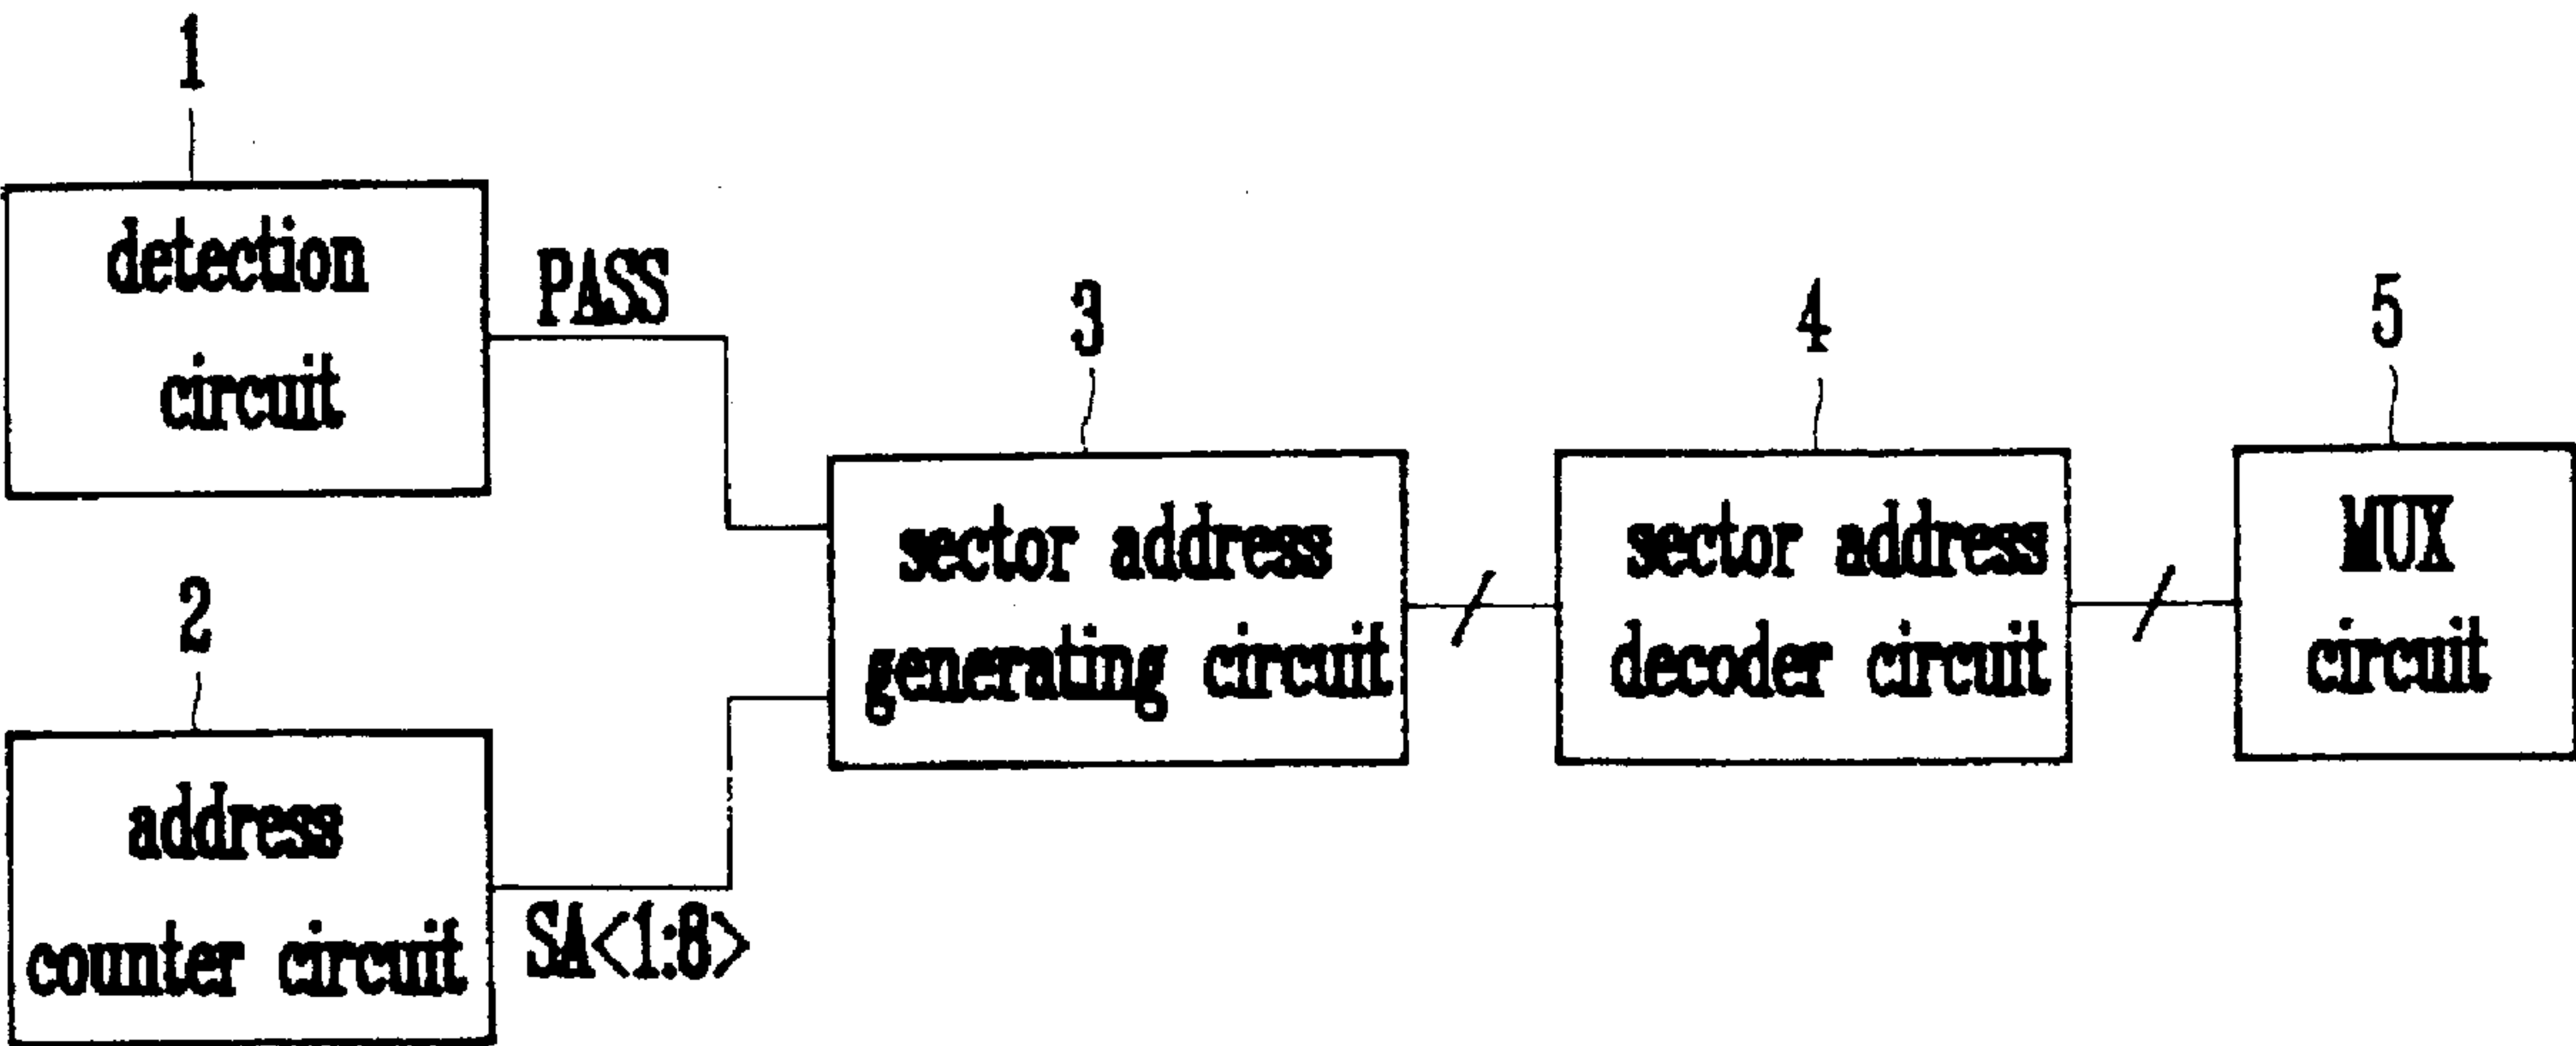 1
detection
circuit
PASS
2
address
counter circuit
SA<1:8>
3
sector address
generating circuit
4
sector address
decoder circuit
5
MUX
circuit